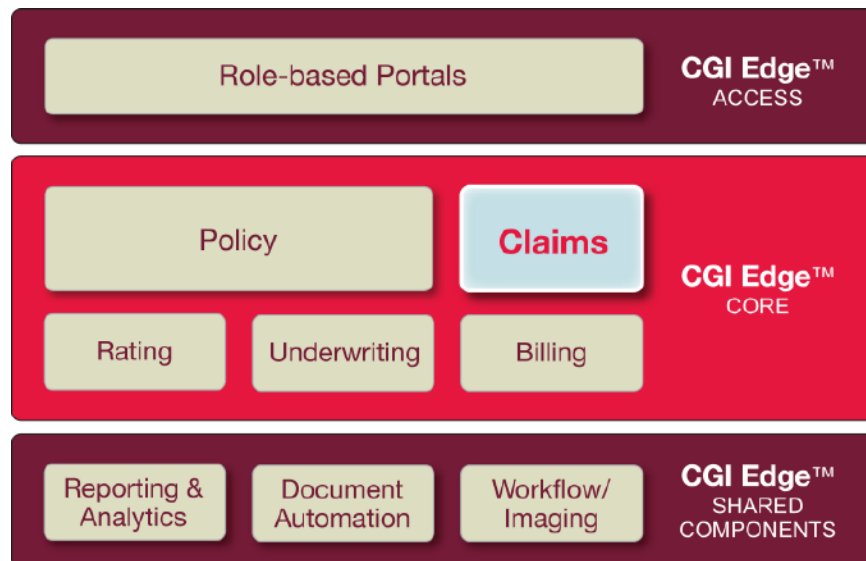 Role-based Portals
CGI Edge™
ACCESS
Policy
Claims
CGI Edge™
CORE
Rating
Underwriting
Billing
Reporting &
Analytics
Document
Automation
Workflow/
Imaging
CGI Edge™
SHARED
COMPONENTS